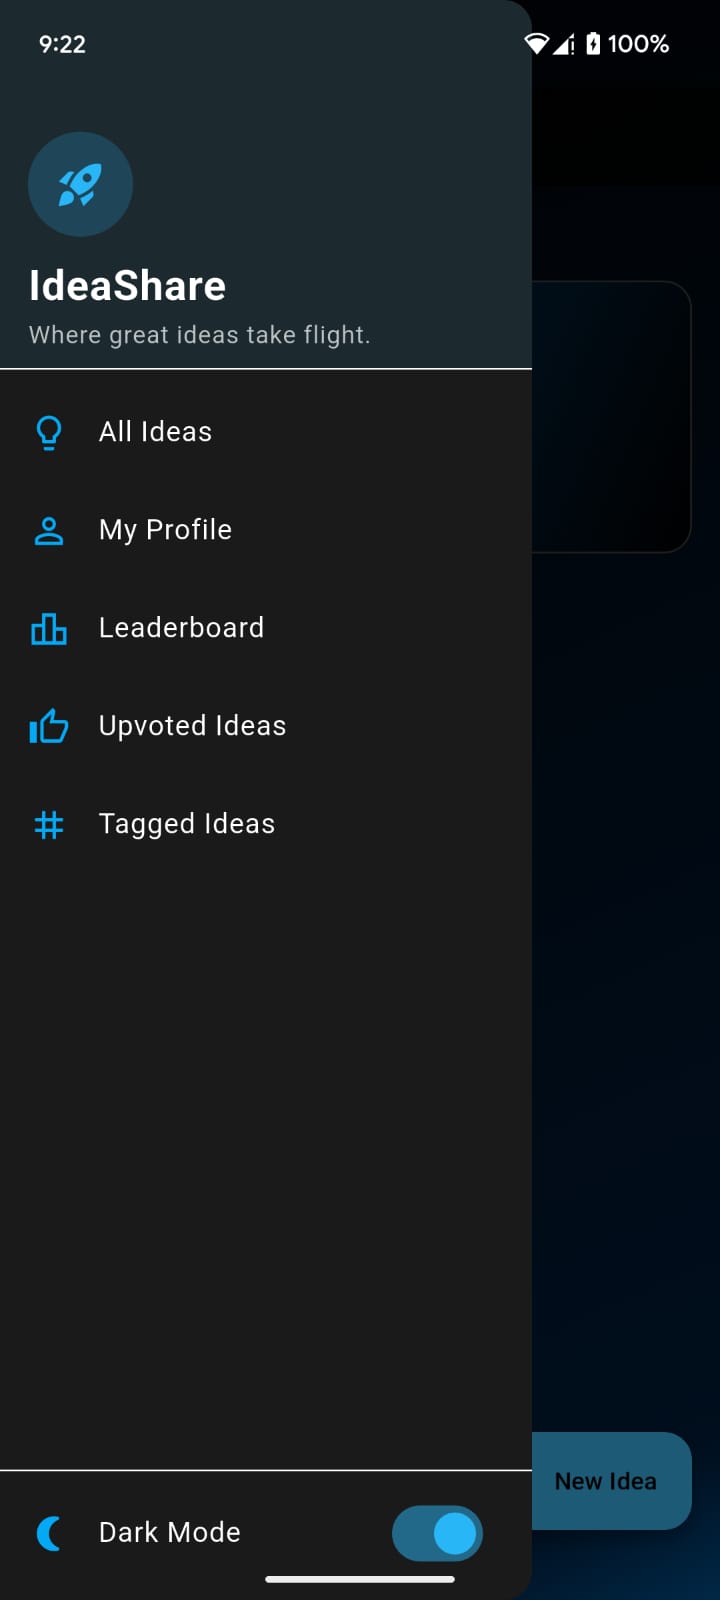 9:22
100%
IdeaShare
Where great ideas take flight.
All Ideas
My Profile
Leaderboard
Upvoted Ideas
Tagged Ideas
New Idea
Dark Mode